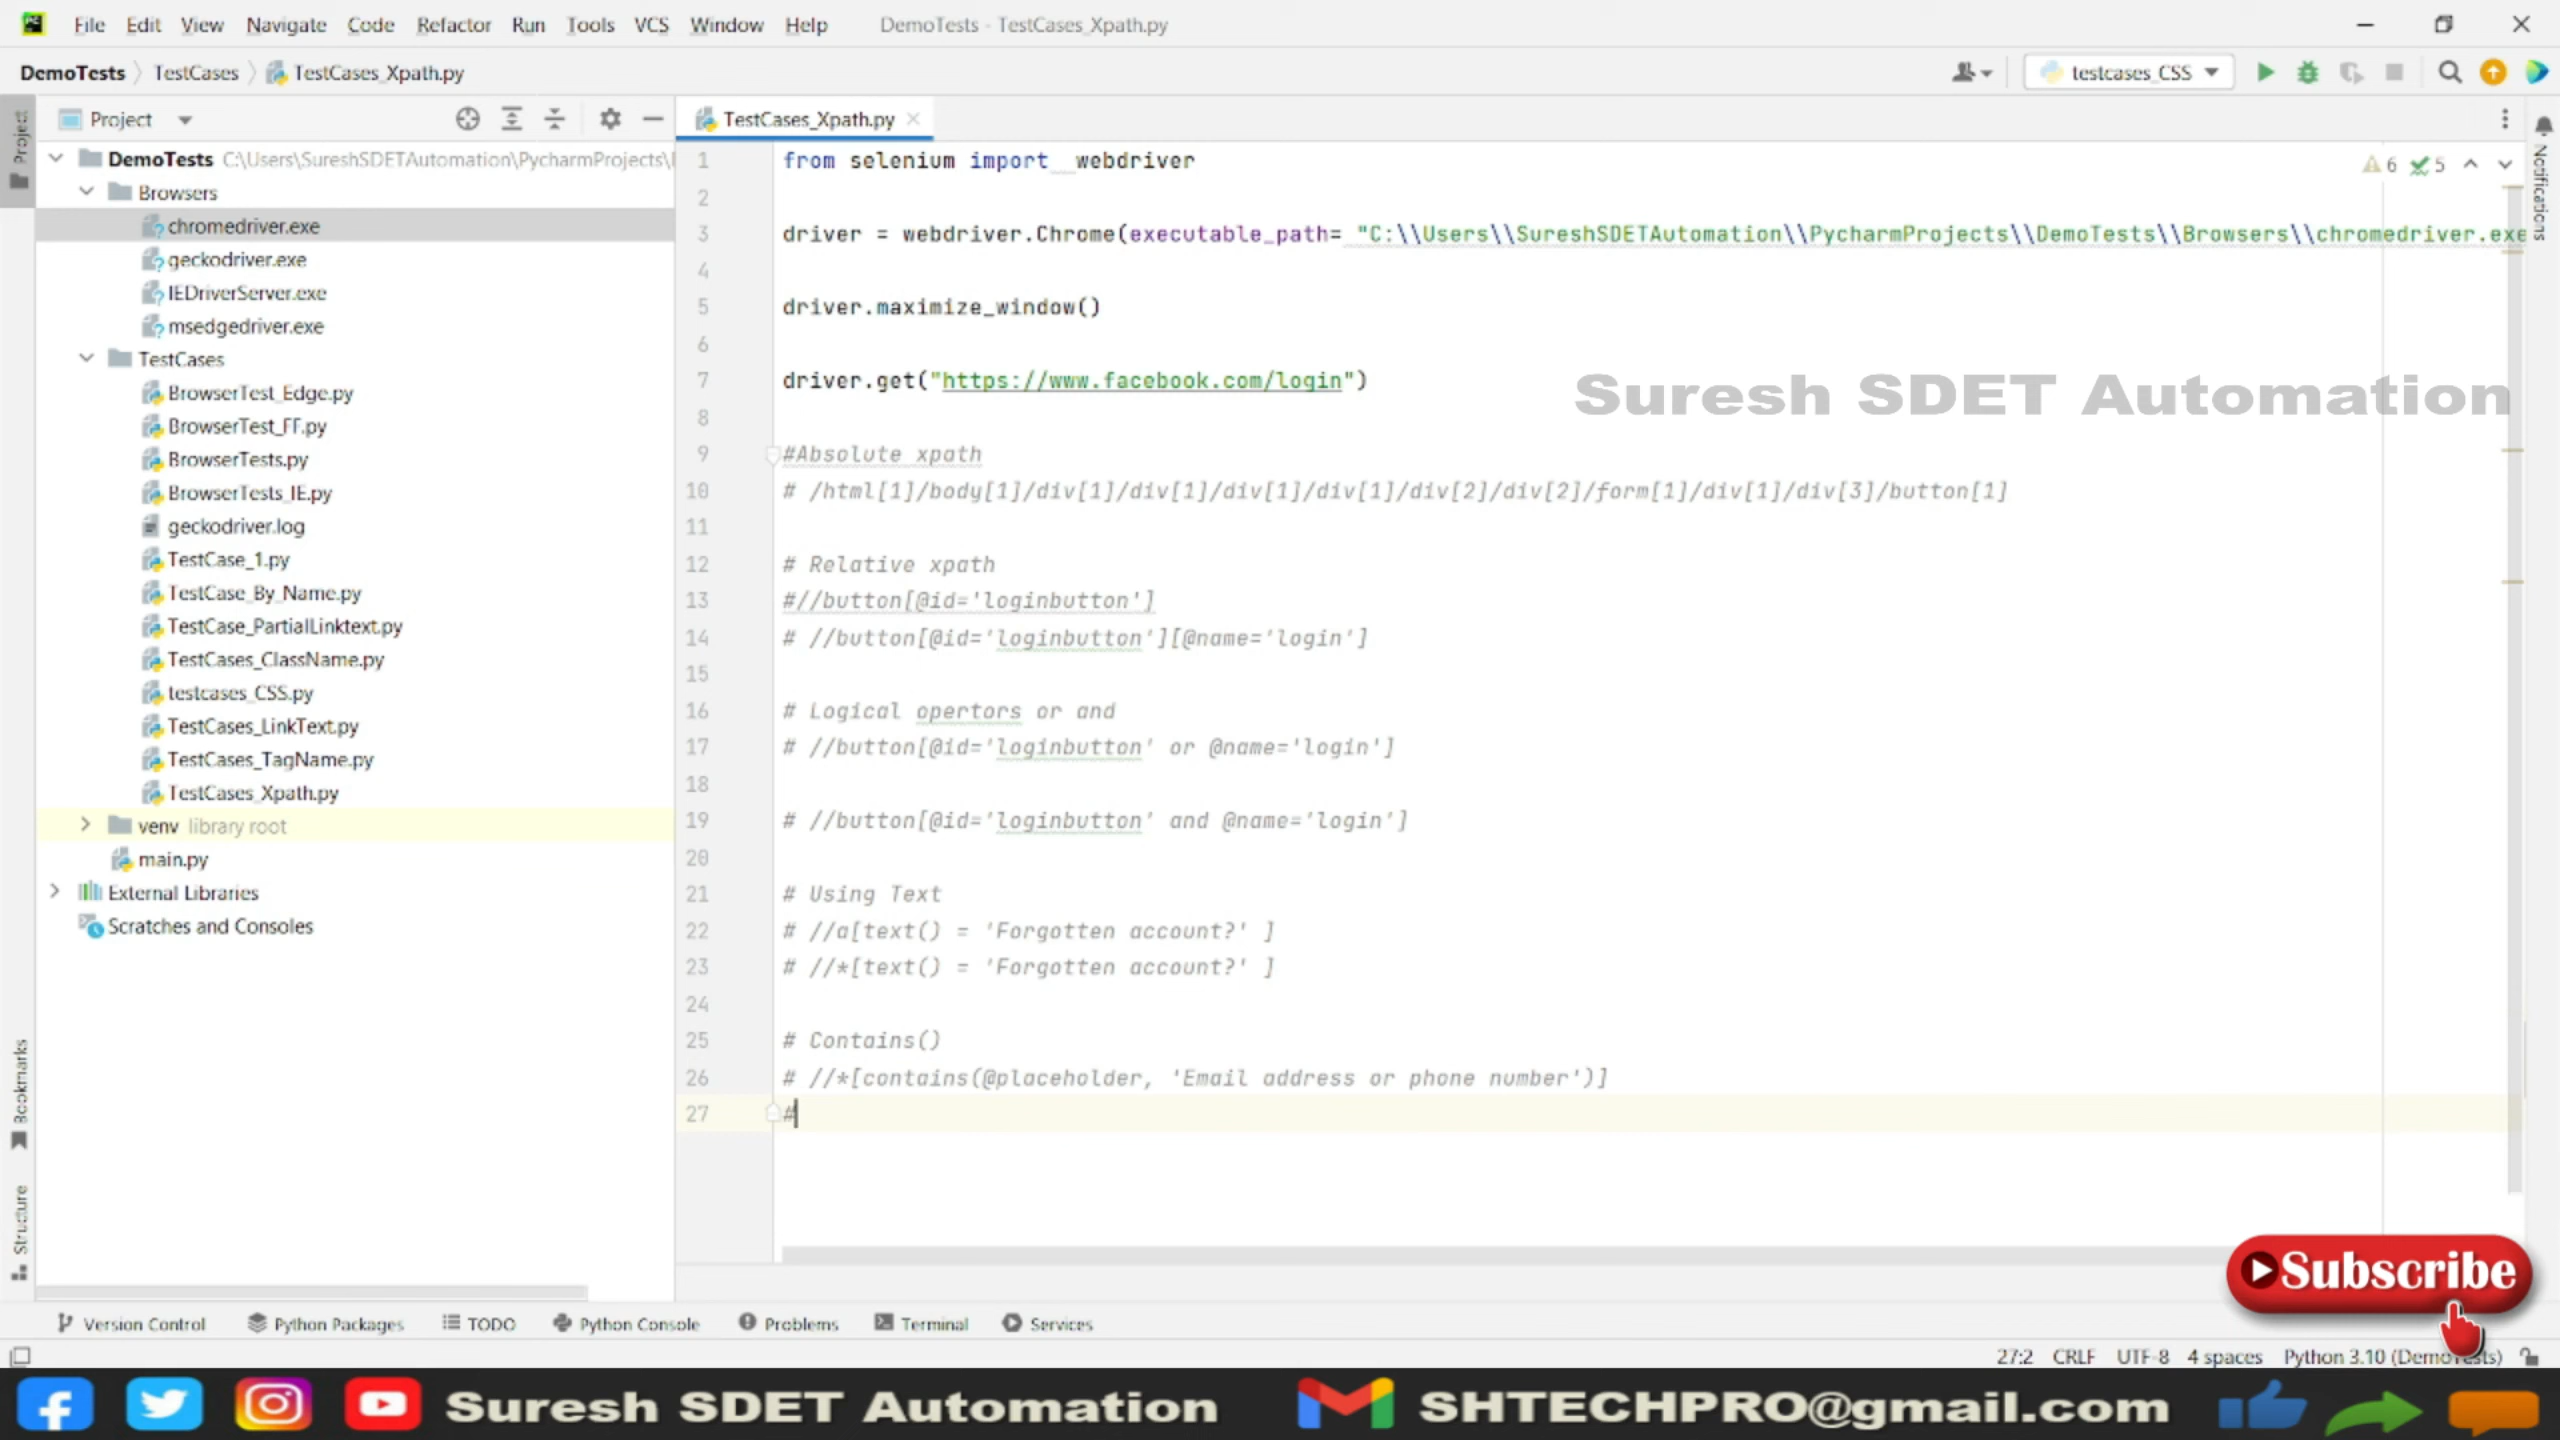 File Edit View Navigate Code Refactor Run Tools VCS Window Help DemoTests - TestCases_Xpath.py
DemoTests TestCases TestCases_Xpath.py testcases_CSS
Project
Project
TestCases_Xpath.py
Notifications
DemoTests C:\Users\SureshSDETAutomation\PycharmProjects\
Browsers
chromedriver.exe
geckodriver.exe
IEDriverServer.exe
msedgedriver.exe
TestCases
BrowserTest_Edge.py
BrowserTest_FF.py
BrowserTests.py
BrowserTests_IE.py
geckodriver.log
TestCase_1.py
TestCase_By_Name.py
TestCase_PartialLinktext.py
TestCases_ClassName.py
testcases_CSS.py
TestCases_LinkText.py
TestCases_TagName.py
TestCases_Xpath.py
venv library root
main.py
External Libraries
Scratches and Consoles
Bookmarks
Structure
6 5
1 from selenium import  webdriver
2
3 driver = webdriver.Chrome(executable_path= "C:\\Users\\SureshSDETAutomation\\PycharmProjects\\DemoTests\\Browsers\\chromedriver.exe
4
5 driver.maximize_window()
6
7 driver.get("https://www.facebook.com/login")
Suresh SDET Automation
8
9 #Absolute xpath
10 # /html[1]/body[1]/div[1]/div[1]/div[1]/div[1]/div[2]/div[2]/form[1]/div[1]/div[3]/button[1]
11
12 # Relative xpath
13 #//button[@id='loginbutton']
14 # //button[@id='loginbutton'][@name='login']
15
16 # Logical opertors or and
17 # //button[@id='loginbutton' or @name='login']
18
19 # //button[@id='loginbutton' and @name='login']
20
21 # Using Text
22 # //a[text() = 'Forgotten account?' ]
23 # //*[text() = 'Forgotten account?' ]
24
25 # Contains()
26 # //*[contains(@placeholder, 'Email address or phone number')]
27 #
Subscribe
Version Control Python Packages TODO Python Console Problems Terminal Services
27:2 CRLF UTF-8 4 spaces Python 3.10 (DemoTests)
Suresh SDET Automation SHTECHPRO@gmail.com